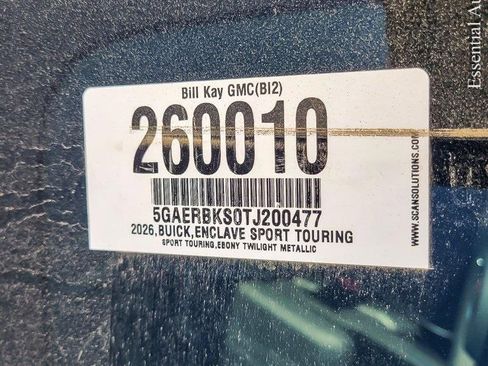 Bill Kay GMC(BI2)
260010
5GAERBKS0TJ200477
2026,BUICK,ENCLAVE SPORT TOURING
SPORT TOURING,EBONY TWILIGHT METALLIC
WWW.SCANSOLUTIONS.COM
Essential